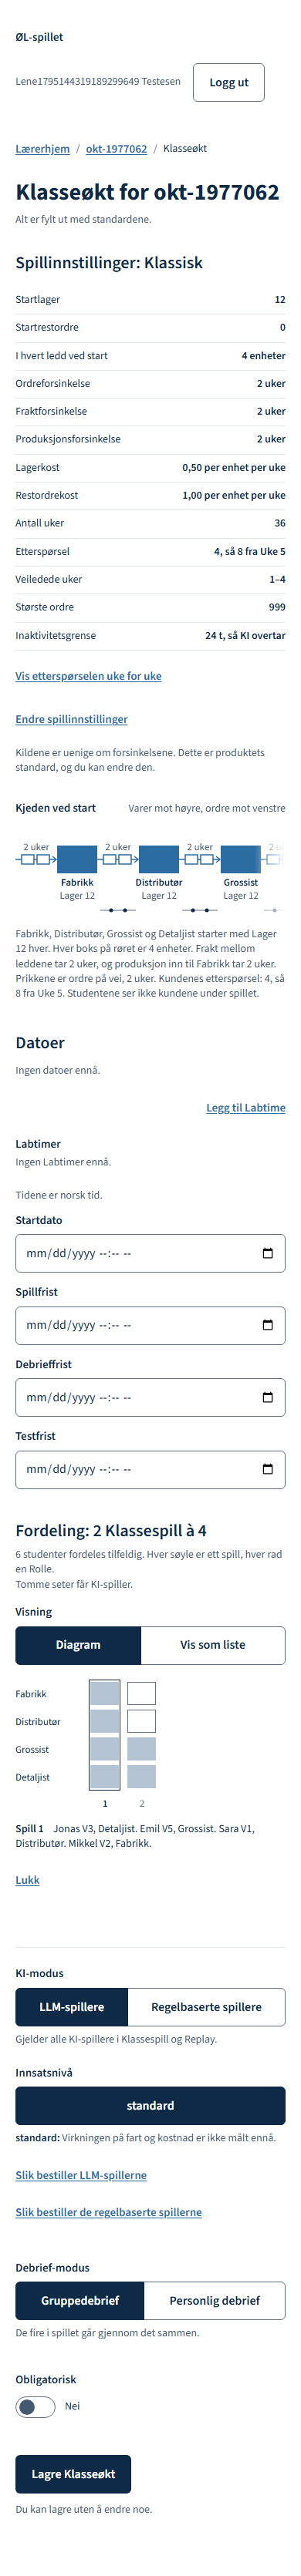 ØL-spillet
Lene1795144319189299649 Testesen
Logg ut
Lærerhjem / okt-1977062 / Klasseøkt
Klasseøkt for okt-1977062
Alt er fylt ut med standardene.
Spillinnstillinger: Klassisk
Startlager 12
Startrestordre 0
I hvert ledd ved start 4 enheter
Ordreforsinkelse 2 uker
Fraktforsinkelse 2 uker
Produksjonsforsinkelse 2 uker
Lagerkost 0,50 per enhet per uke
Restordrekost 1,00 per enhet per uke
Antall uker 36
Etterspørsel 4, så 8 fra Uke 5
Veiledede uker 1–4
Største ordre 999
Inaktivitetsgrense 24 t, så KI overtar
Vis etterspørselen uke for uke
Endre spillinnstillinger
Kildene er uenige om forsinkelsene. Dette er produktets
standard, og du kan endre den.
Kjeden ved start Varer mot høyre, ordre mot venstre
2 uker 2 uker 2 uker
Fabrikk Distributør Grossist
Lager 12 Lager 12 Lager 12
Fabrikk, Distributør, Grossist og Detaljist starter med Lager
12 hver. Hver boks på røret er 4 enheter. Frakt mellom
leddene tar 2 uker, og produksjon inn til Fabrikk tar 2 uker.
Prikkene er ordre på vei, 2 uker. Kundenes etterspørsel: 4, så
8 fra Uke 5. Studentene ser ikke kundene under spillet.
Datoer
Ingen datoer ennå.
Legg til Labtime
Labtimer
Ingen Labtimer ennå.
Tidene er norsk tid.
Startdato
mm/dd/yyyy --:-- --
Spillfrist
mm/dd/yyyy --:-- --
Debrieffrist
mm/dd/yyyy --:-- --
Testfrist
mm/dd/yyyy --:-- --
Fordeling: 2 Klassespill à 4
6 studenter fordeles tilfeldig. Hver søyle er ett spill, hver rad
en Rolle.
Tomme seter får KI-spiller.
Visning
Diagram Vis som liste
Fabrikk
Distributør
Grossist
Detaljist
1 2
Spill 1 Jonas V3, Detaljist. Emil V5, Grossist. Sara V1,
Distributør. Mikkel V2, Fabrikk.
Lukk
KI-modus
LLM-spillere Regelbaserte spillere
Gjelder alle KI-spillere i Klassespill og Replay.
Innsatsnivå
standard
standard: Virkningen på fart og kostnad er ikke målt ennå.
Slik bestiller LLM-spillerne
Slik bestiller de regelbaserte spillerne
Debrief-modus
Gruppedebrief Personlig debrief
De fire i spillet går gjennom det sammen.
Obligatorisk
Nei
Lagre Klasseøkt
Du kan lagre uten å endre noe.